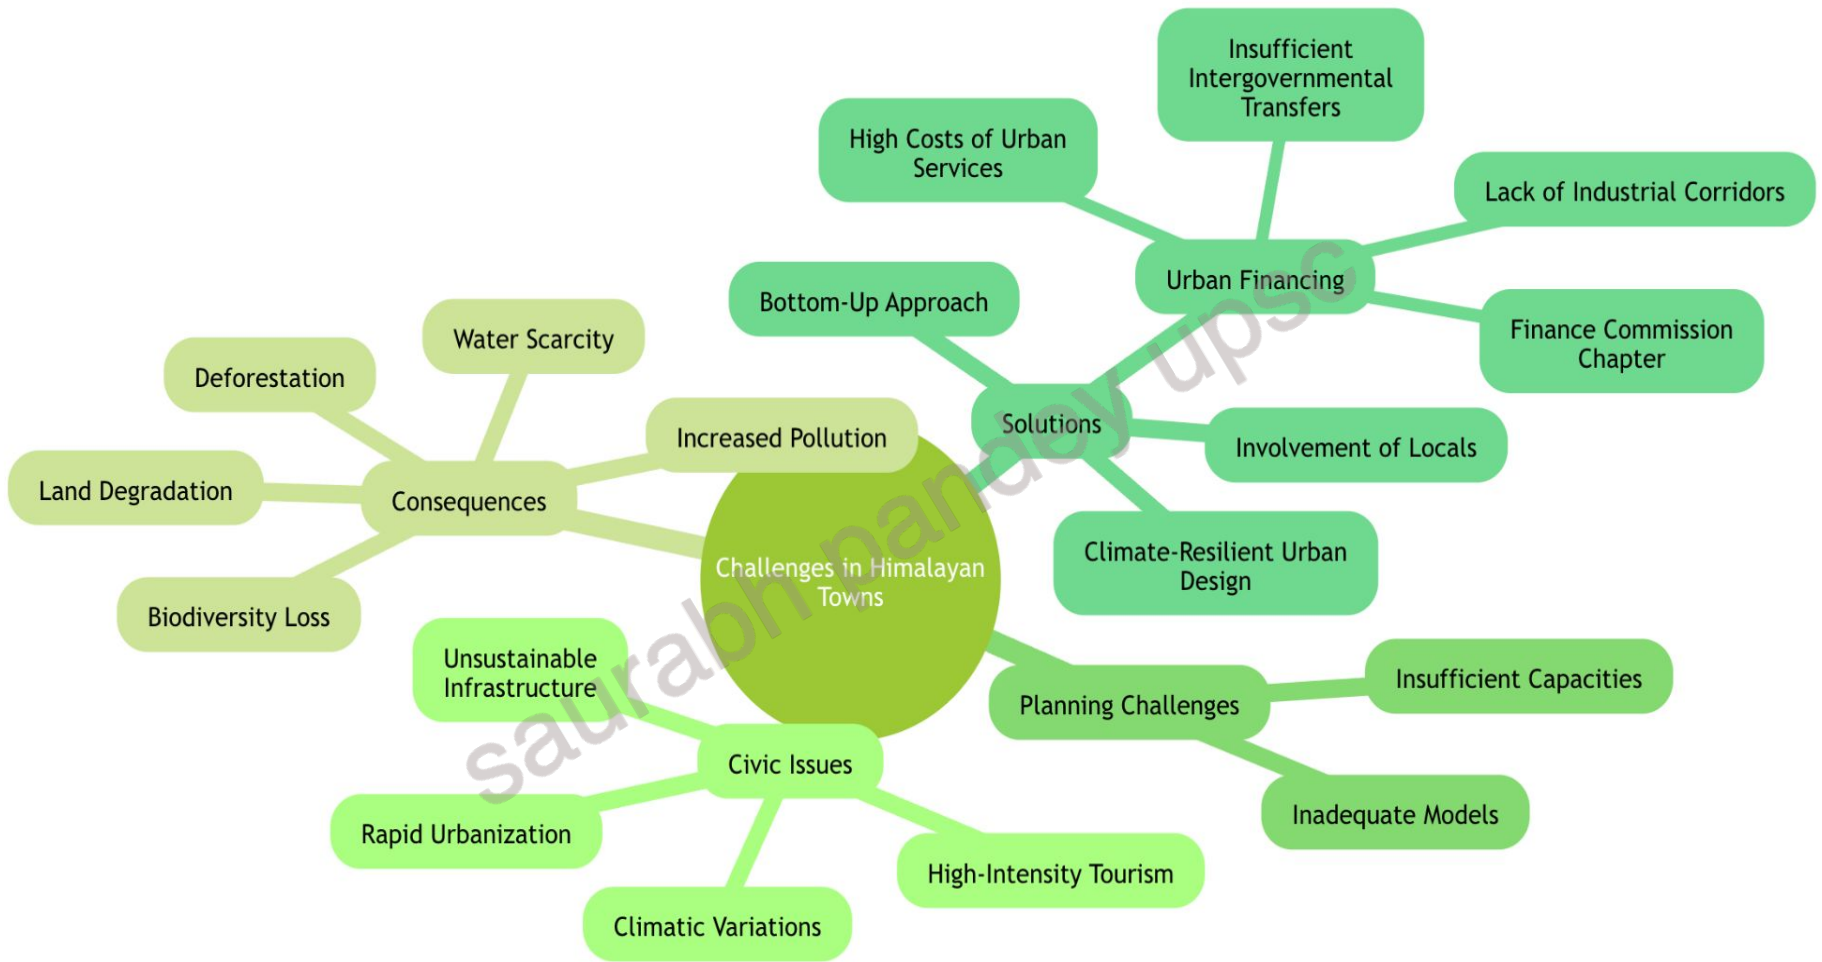 Insufficient
Intergovernmental
Transfers
High Costs of Urban
Services
Lack of Industrial Corridors
Urban Financing
Bottom-Up Approach
Finance Commission
Chapter
Water Scarcity
Deforestation
Solutions
Increased Pollution
Involvement of Locals
Land Degradation
Consequences
Climate-Resilient Urban
Design
Challenges in Himalayan
Towns
Biodiversity Loss
Unsustainable
Infrastructure
Insufficient Capacities
Planning Challenges
Civic Issues
Inadequate Models
Rapid Urbanization
High-Intensity Tourism
Climatic Variations
saurabh pandey upsc